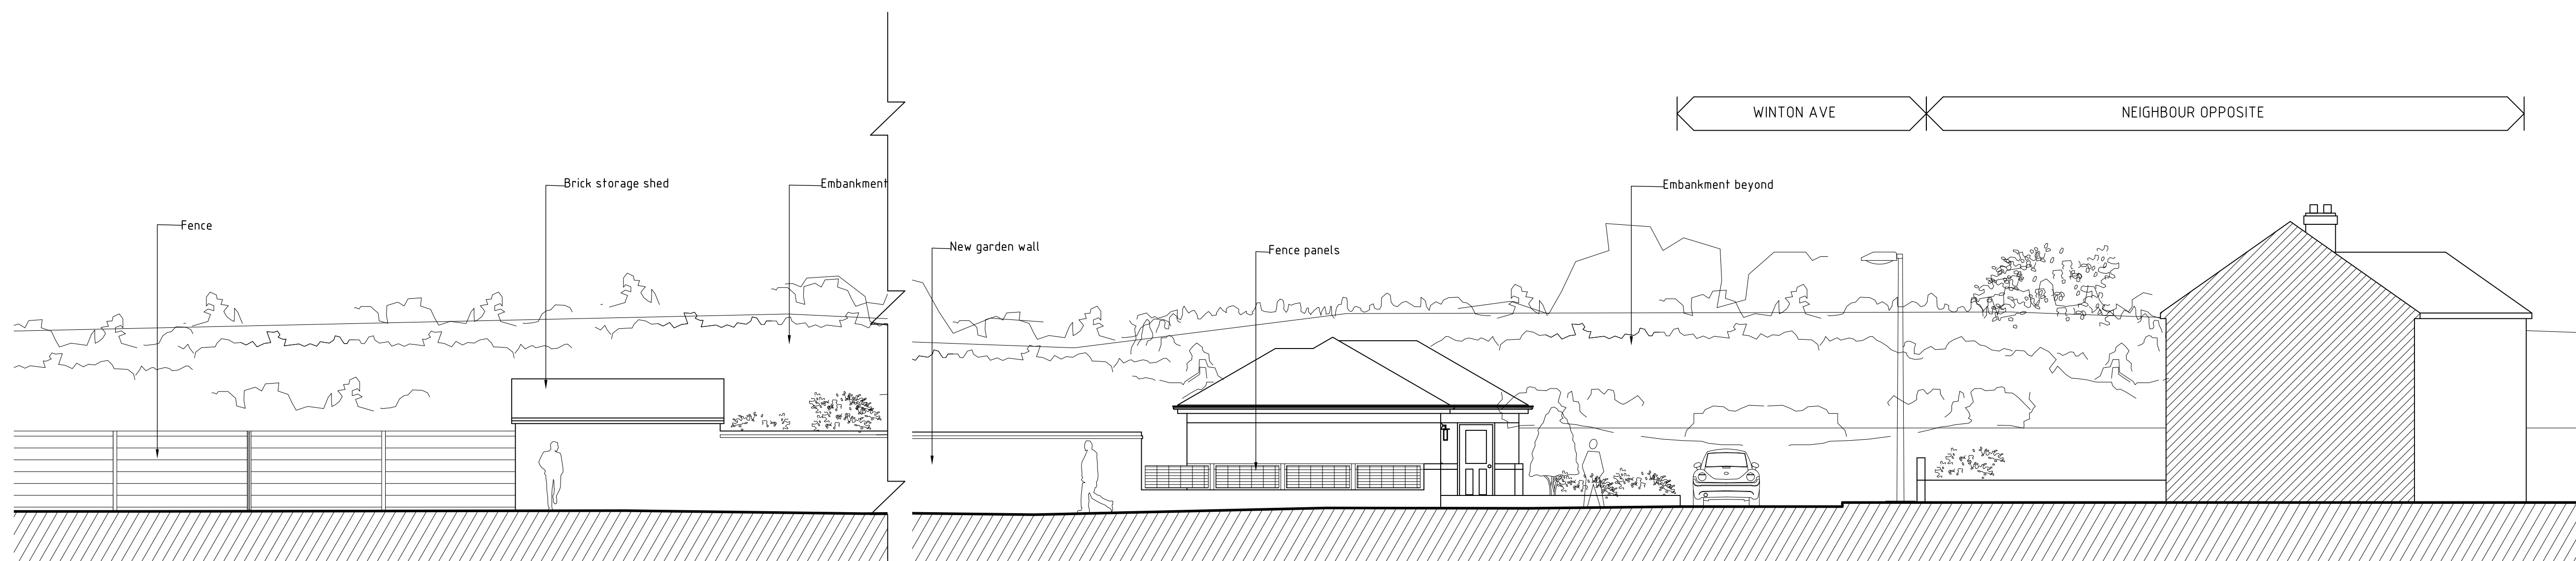 WINTON AVE
NEIGHBOUR OPPOSITE
Brick storage shed
Embankment
Embankment beyond
Fence
New garden wall
Fence panels